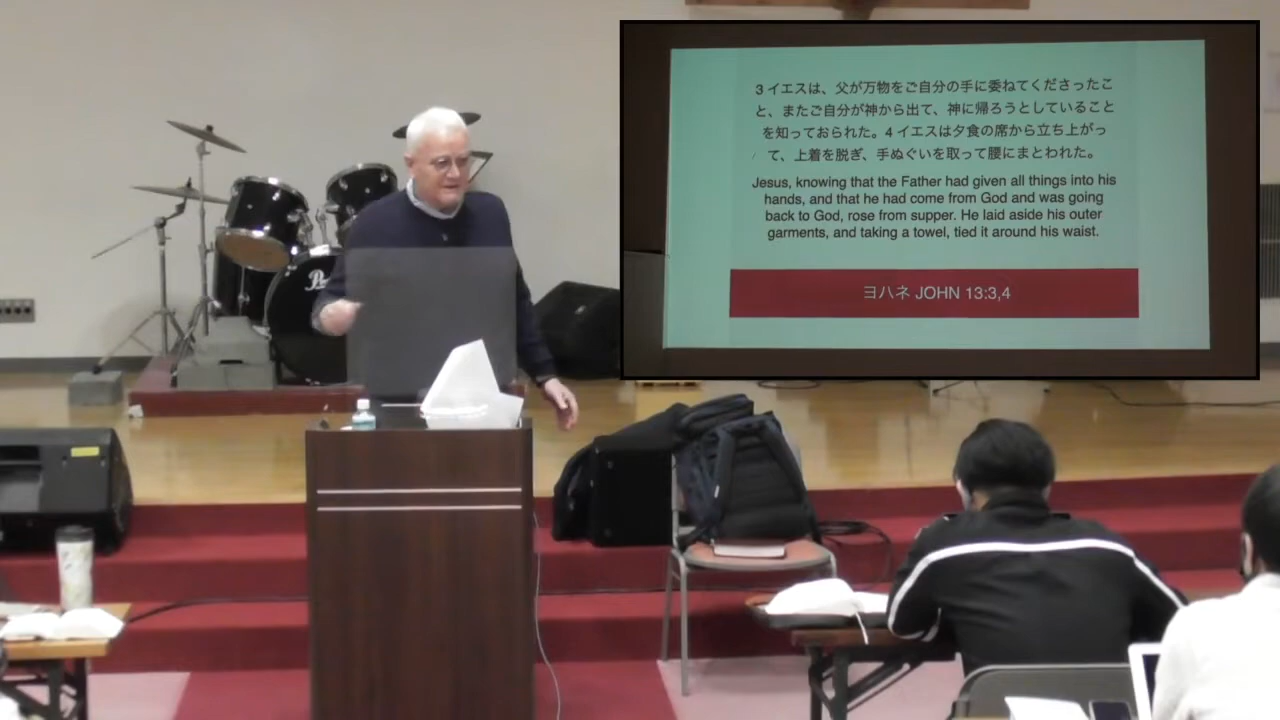 3 イエスは、父が万物をご自分の手に委ねてくださったこ
と、またご自分が神から出て、神に帰ろうとしていること
を知っておられた。4 イエスは夕食の席から立ち上がっ
て、上着を脱ぎ、手ぬぐいを取って腰にまとわれた。
Jesus, knowing that the Father had given all things into his
hands, and that he had come from God and was going
back to God, rose from supper. He laid aside his outer
garments, and taking a towel, tied it around his waist.
ヨハネ JOHN 13:3,4